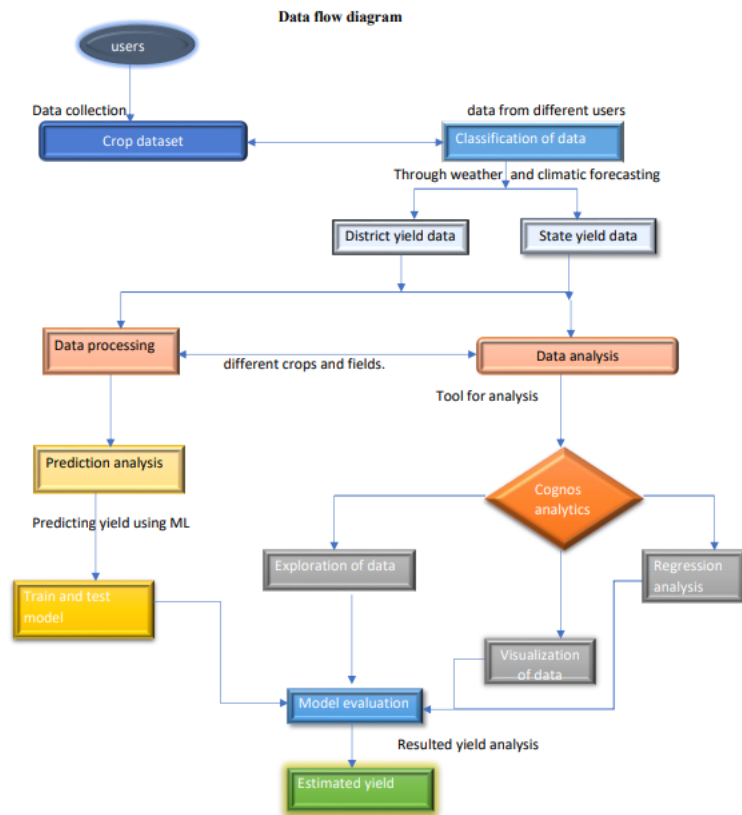 Data flow diagram
users
Data collection
data from different users
Crop dataset
Classification of data
Through weather and climatic forecasting
District yield data
State yield data
Data processing
different crops and fields.
Data analysis
Tool for analysis
Prediction analysis
Cognos
analytics
Predicting yield using ML
Exploration of data
Regression
analysis
Train and test
model
Visualization
of data
Model evaluation
Resulted yield analysis
Estimated yield